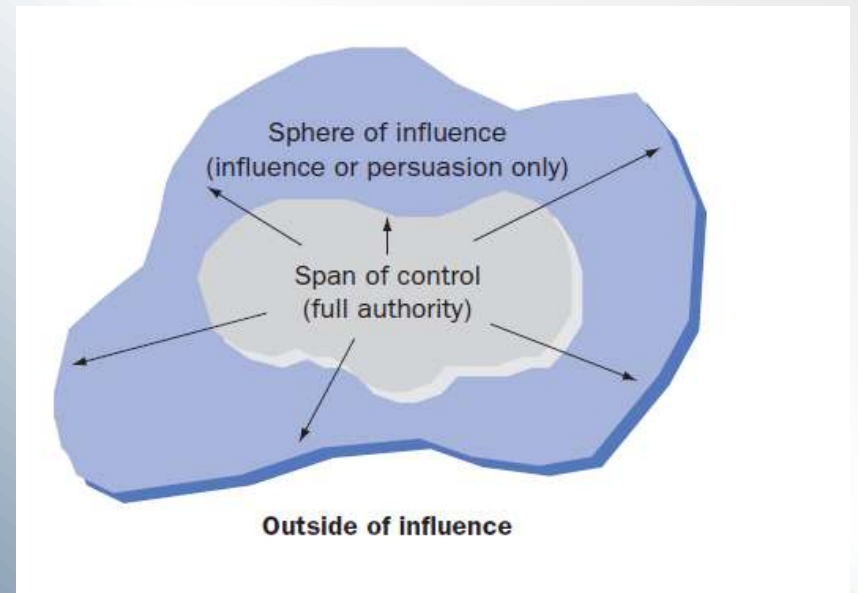 Sphere of influence
(influence or persuasion only)
Span of control
(full authority)
Outside of influence